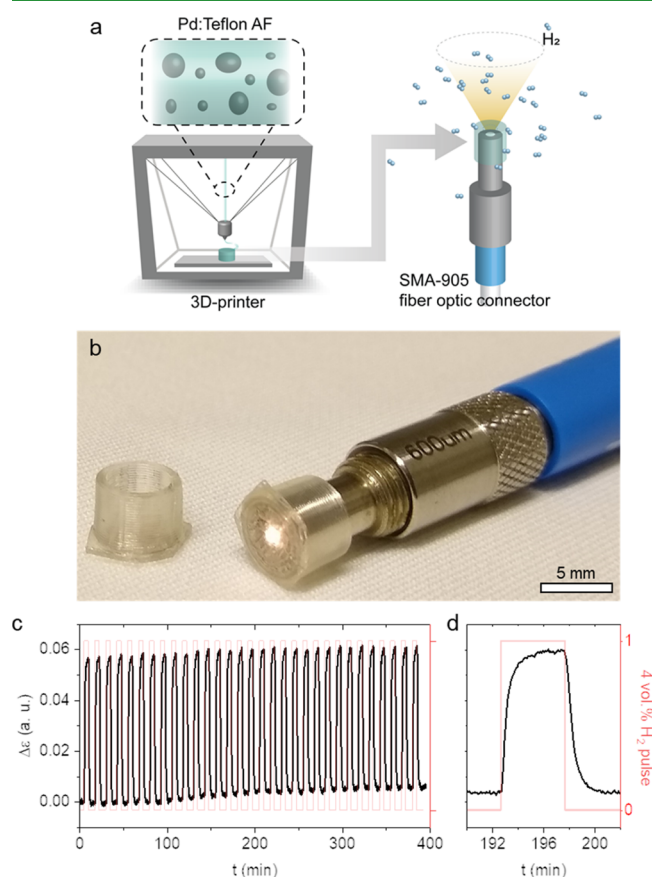 a
Pd:Teflon AF
H₂
3D-printer
SMA-905
fiber optic connector
b
600um
5 mm
c
d
0.06
0.04
0.02
0.00
Δε (a. u.)
0
100
200
300
400
t (min)
1
0
4 vol.% H₂ pulse
192
196
200
t (min)